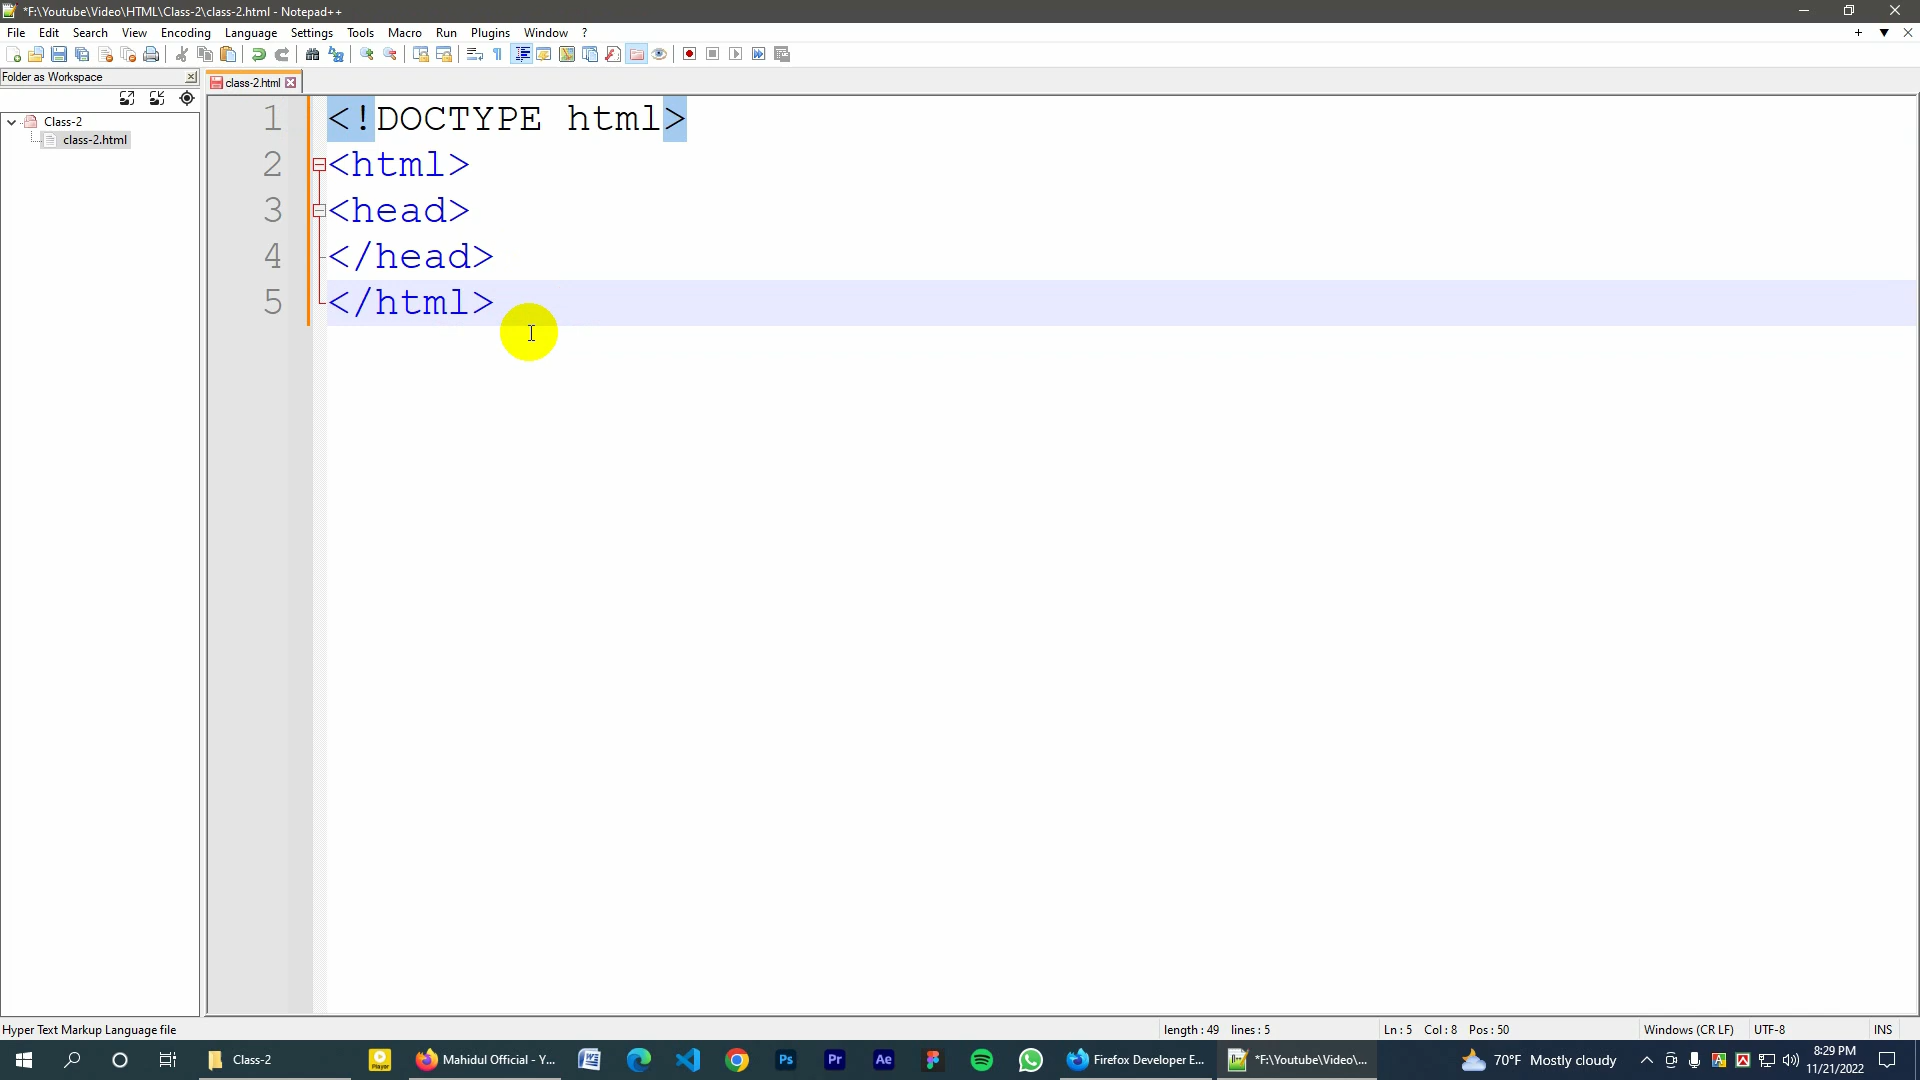 *F:\Youtube\Video\HTML\Class-2\class-2.html - Notepad++
File Edit Search View Encoding Language Settings Tools Macro Run Plugins Window ?
Folder as Workspace
class-2.html
Class-2
class-2.html
1 <!DOCTYPE html>
2 <html>
3 <head>
4 </head>
5 </html>
Hyper Text Markup Language file
length : 49 lines : 5
Ln : 5 Col : 8 Pos : 50
Windows (CR LF)
UTF-8
INS
Class-2
Player
Mahidul Official - Y...
Ps
Pr
Ae
Firefox Developer E...
*F:\Youtube\Video\...
70°F Mostly cloudy
8:29 PM
11/21/2022